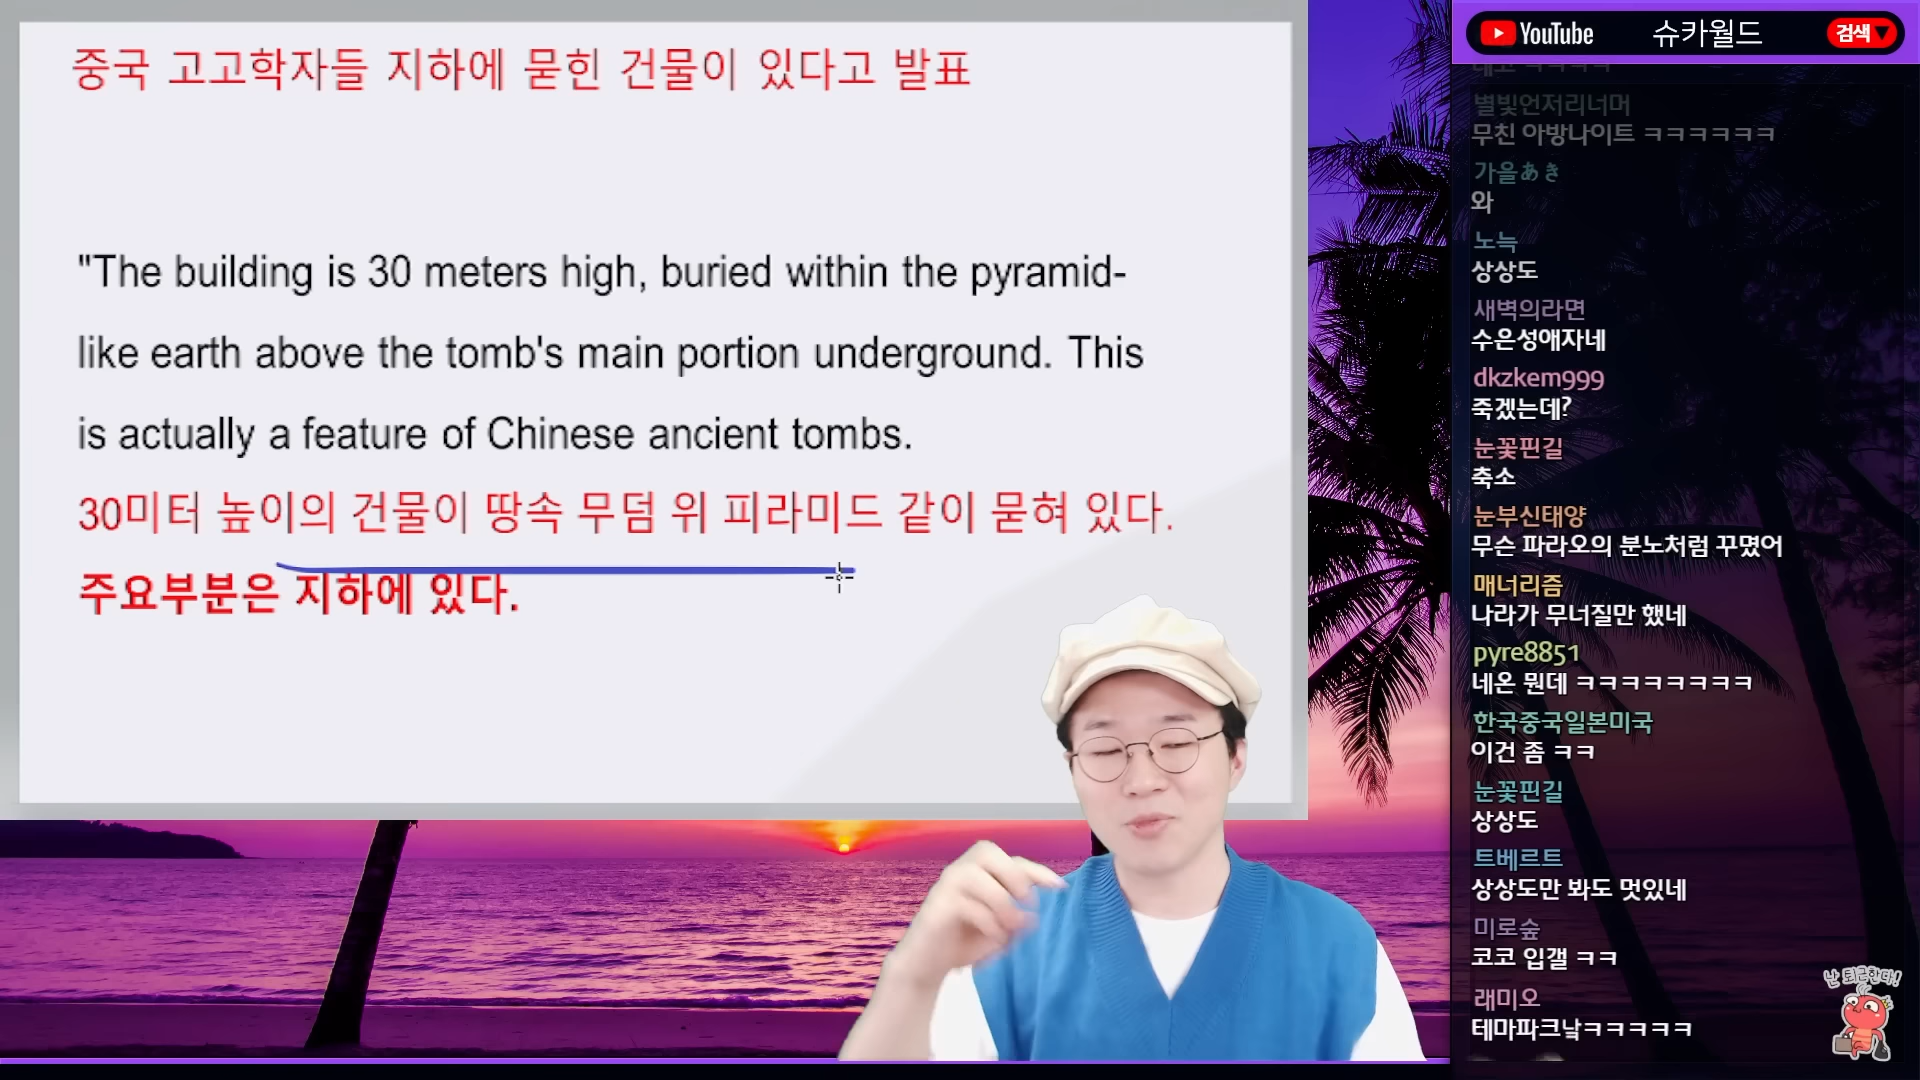 중국 고고학자들 지하에 묻힌 건물이 있다고 발표
"The building is 30 meters high, buried within the pyramid-
like earth above the tomb's main portion underground. This
is actually a feature of Chinese ancient tombs.
30미터 높이의 건물이 땅속 무덤 위 피라미드 같이 묻혀 있다.
주요부분은 지하에 있다.
YouTube 슈카월드 검색
별빛언저리너머
무친 아방나이트 ㅋㅋㅋㅋㅋㅋ
가을あき
와
노늑
상상도
새벽의라면
수은성애자네
dkzkem999
죽겠는데?
눈꽃핀길
축소
눈부신태양
무슨 파라오의 분노처럼 꾸몄어
매너리즘
나라가 무너질만 했네
pyre8851
네온 뭔데 ㅋㅋㅋㅋㅋㅋㅋㅋ
한국중국일본미국
이건 좀 ㅋㅋ
눈꽃핀길
상상도
트베르트
상상도만 봐도 멋있네
미로숲
코코 입갤 ㅋㅋ
래미오
테마파크낰ㅋㅋㅋㅋㅋ
난 퇴근한다!